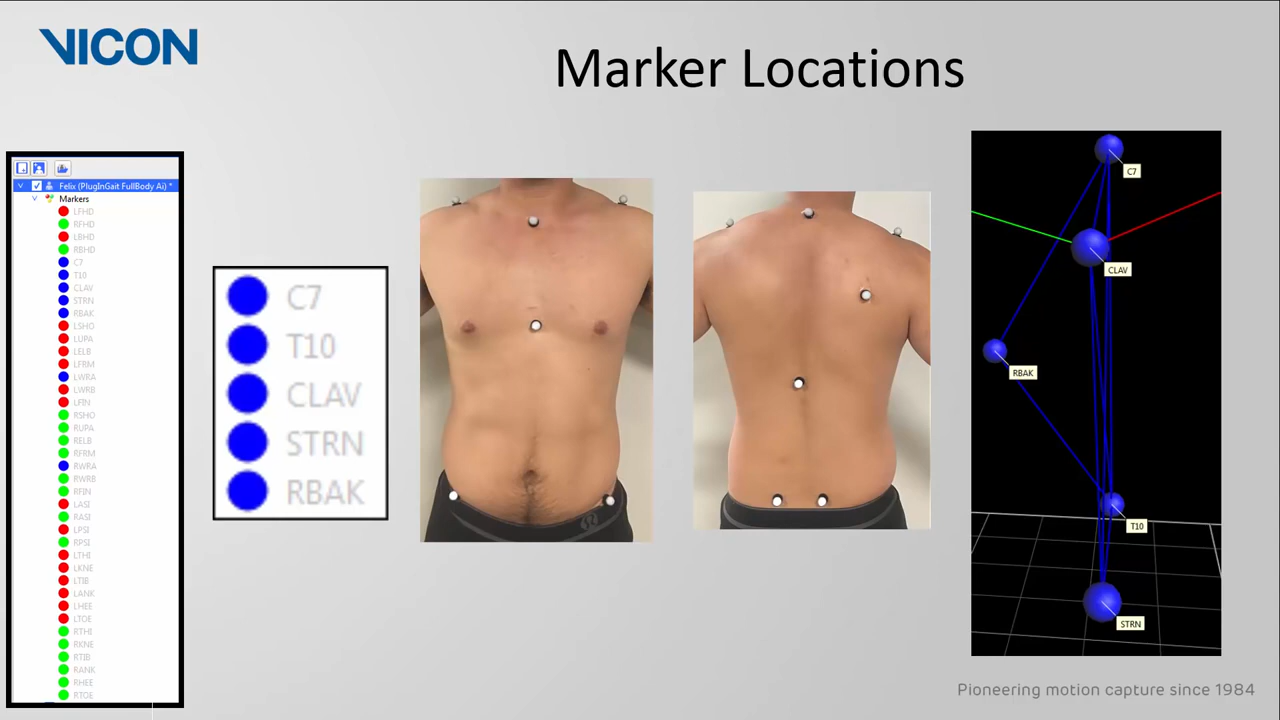 VICON
Marker Locations
Felix (PlugInGait FullBody Ai) *
Markers
LFHD
RFHD
LBHD
RBHD
C7
T10
CLAV
STRN
RBAK
LSHO
LUPA
LELB
LFRM
LWRA
LWRB
LFIN
RSHO
RUPA
RELB
RFRM
RWRA
RWRB
RFIN
LASI
RASI
LPSI
RPSI
LTHI
LKNE
LTIB
LANK
LHEE
LTOE
RTHI
RKNE
RTIB
RANK
RHEE
RTOE
C7
T10
CLAV
STRN
RBAK
C7
CLAV
RBAK
T10
STRN
Pioneering motion capture since 1984